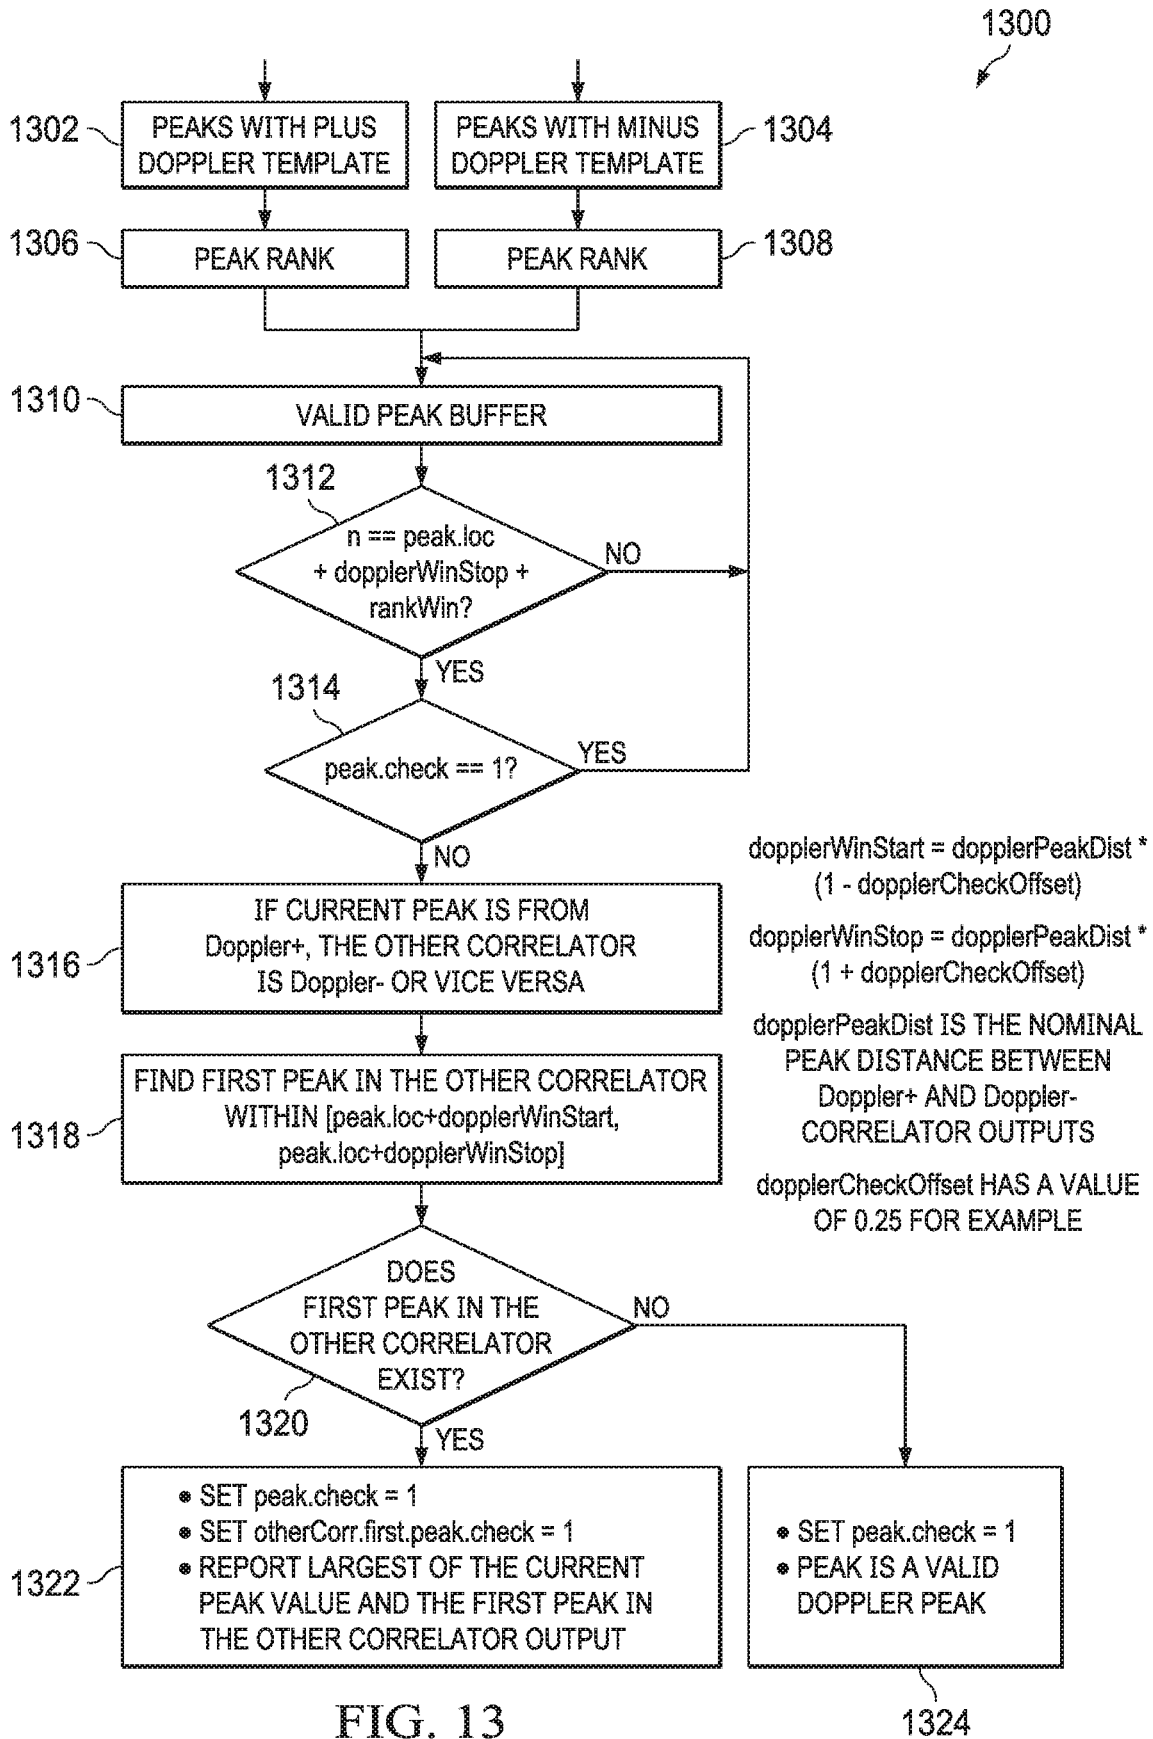 1300
1302
PEAKS WITH PLUS
DOPPLER TEMPLATE
PEAKS WITH MINUS
DOPPLER TEMPLATE
1304
1306
PEAK RANK
PEAK RANK
1308
1310
VALID PEAK BUFFER
1312
n == peak.loc
+ dopplerWinStop +
rankWin?
NO
YES
1314
peak.check == 1?
YES
NO
1316
IF CURRENT PEAK IS FROM
Doppler+, THE OTHER CORRELATOR
IS Doppler- OR VICE VERSA
1318
FIND FIRST PEAK IN THE OTHER CORRELATOR
WITHIN [peak.loc+dopplerWinStart,
peak.loc+dopplerWinStop]
dopplerWinStart = dopplerPeakDist *
(1 - dopplerCheckOffset)
dopplerWinStop = dopplerPeakDist *
(1 + dopplerCheckOffset)
dopplerPeakDist IS THE NOMINAL
PEAK DISTANCE BETWEEN
Doppler+ AND Doppler-
CORRELATOR OUTPUTS
dopplerCheckOffset HAS A VALUE
OF 0.25 FOR EXAMPLE
DOES
FIRST PEAK IN THE
OTHER CORRELATOR
EXIST?
1320
NO
YES
1322
• SET peak.check = 1
• SET otherCorr.first.peak.check = 1
• REPORT LARGEST OF THE CURRENT
PEAK VALUE AND THE FIRST PEAK IN
THE OTHER CORRELATOR OUTPUT
• SET peak.check = 1
• PEAK IS A VALID
DOPPLER PEAK
1324
FIG. 13